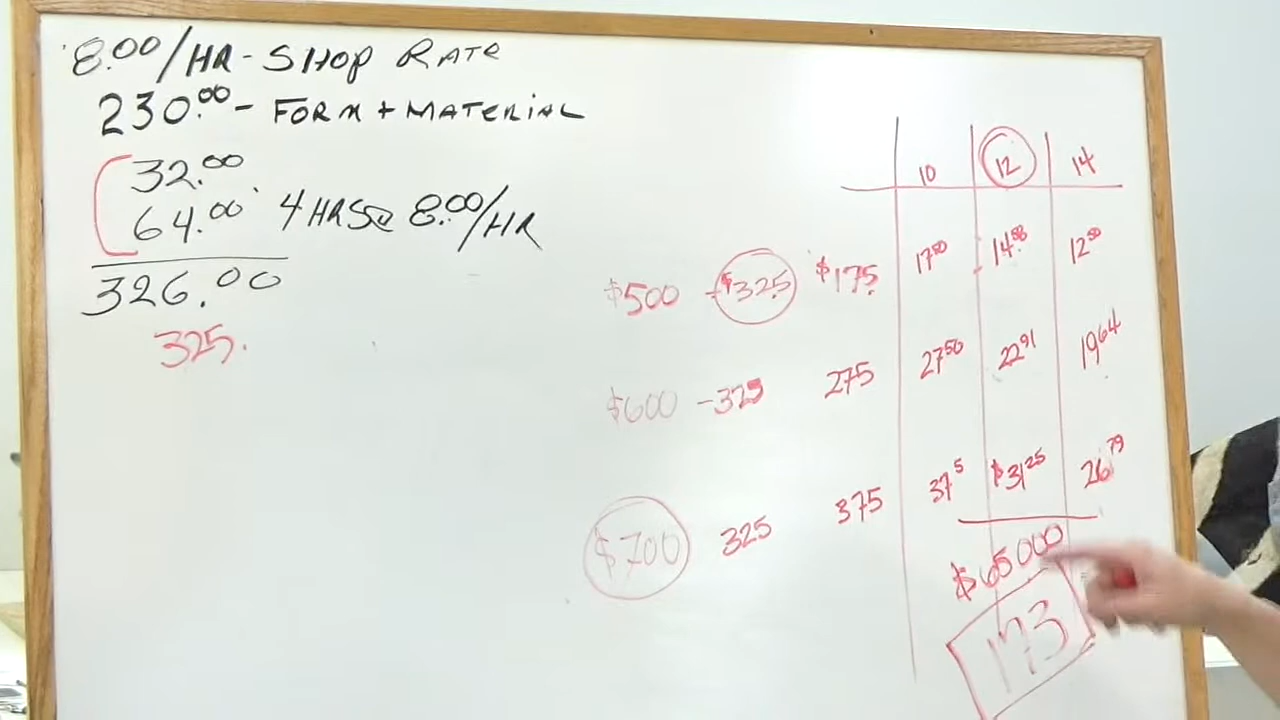 8.00/HR - SHOP RATE
230.00 - FORM + MATERIAL
32.00
64.00 4 HRS @ 8.00/HR
326.00
325.
10 12 14
$500 - $325 $175 17 50 14 58 12 50
$600 - 325 275 27 50 22 91 19 64
$700 325 375 37 5 $31 25 26 79
$65000
173